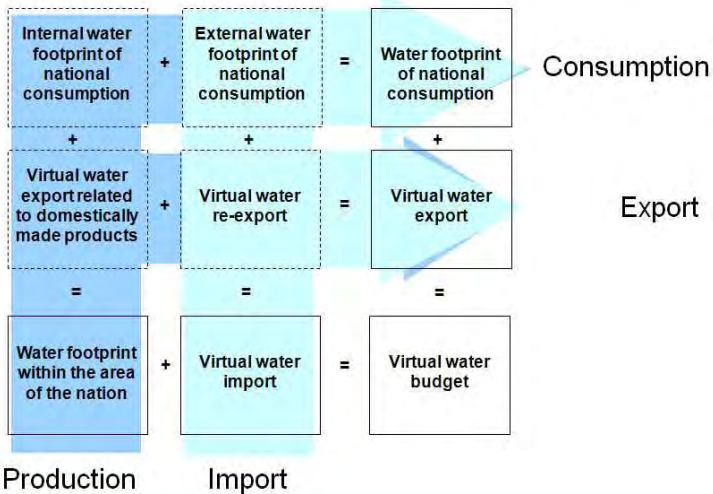 Internal water
footprint of
national
consumption
+
External water
footprint of
national
consumption
=
Water footprint
of national
consumption
Consumption
+
+
+
Virtual water
export related
to domestically
made products
+
Virtual water
re-export
=
Virtual water
export
Export
=
=
=
Water footprint
within the area
of the nation
+
Virtual water
import
=
Virtual water
budget
Production
Import